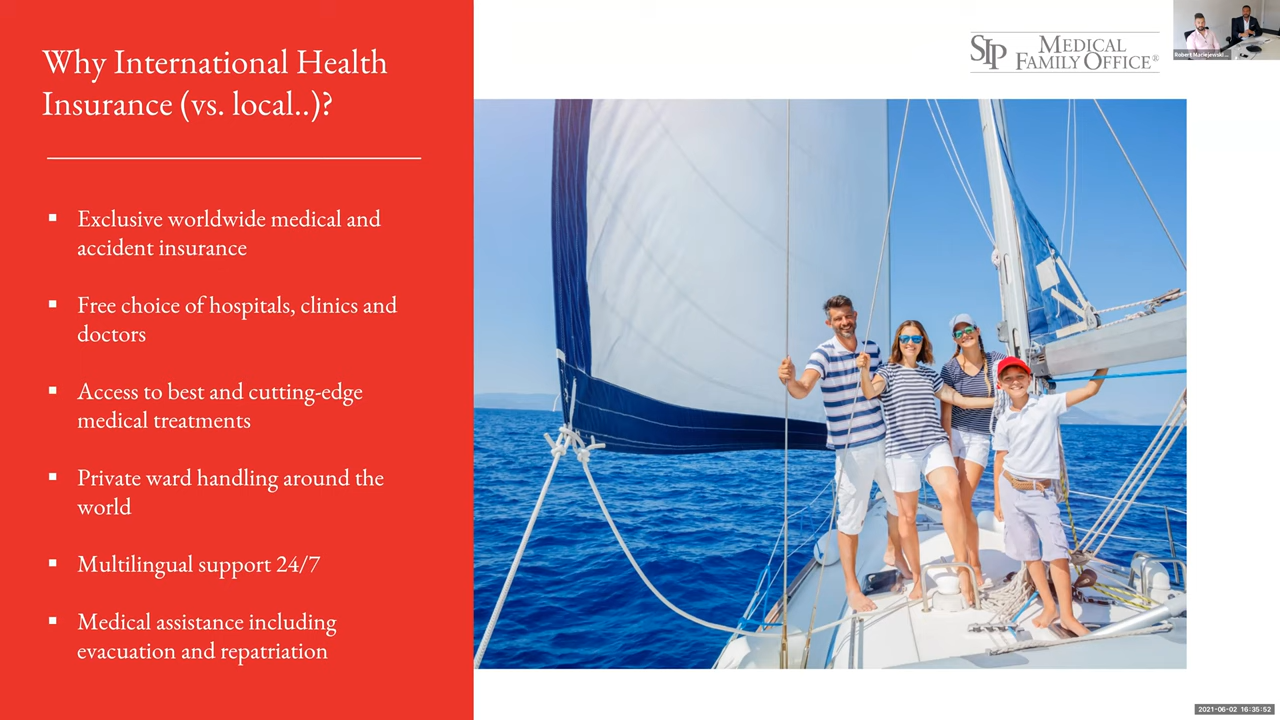 Why International Health
Insurance (vs. local..)?
▪ Exclusive worldwide medical and
accident insurance
▪ Free choice of hospitals, clinics and
doctors
▪ Access to best and cutting-edge
medical treatments
▪ Private ward handling around the
world
▪ Multilingual support 24/7
▪ Medical assistance including
evacuation and repatriation
SIP MEDICAL
FAMILY OFFICE®
Robert Maciejewski...
2021-06-02 16:35:52